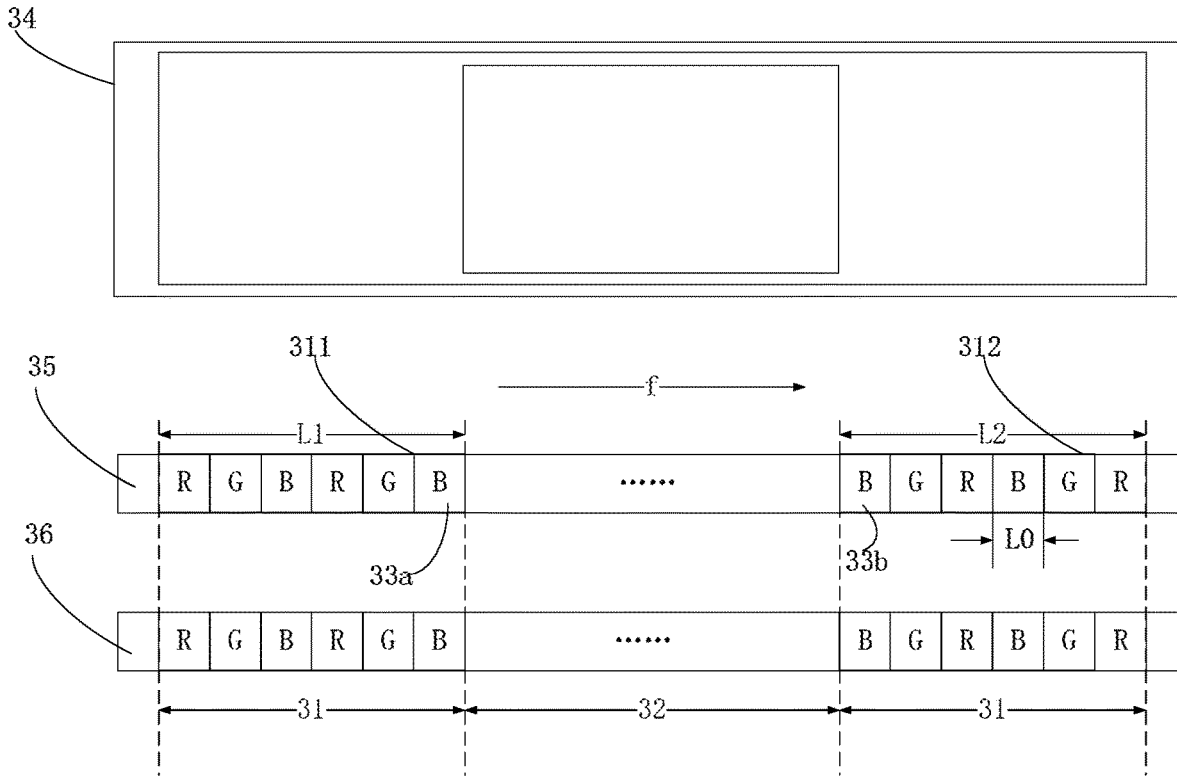 34
35
311
f
312
L1
L2
R G B R G B ...... B G R B G R
36
33a
33b
L0
R G B R G B ...... B G R B G R
31
32
31